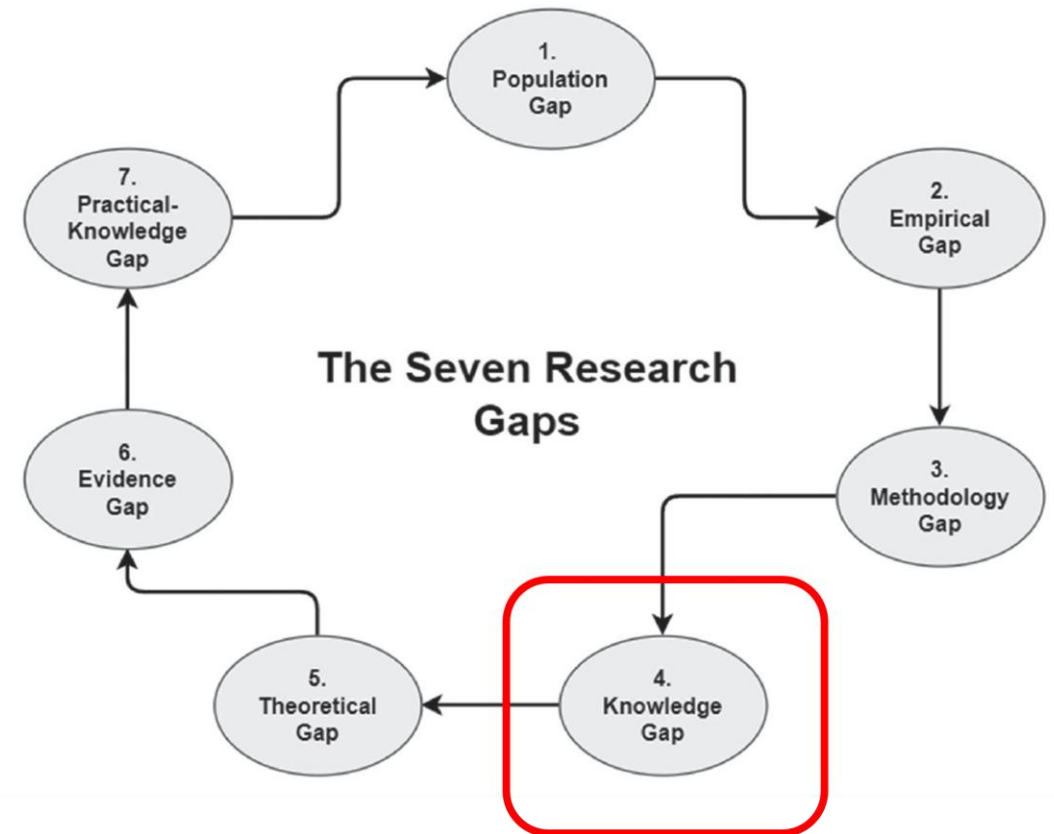 1.
Population
Gap
2.
Empirical
Gap
3.
Methodology
Gap
4.
Knowledge
Gap
5.
Theoretical
Gap
6.
Evidence
Gap
7.
Practical-
Knowledge
Gap
The Seven Research
Gaps